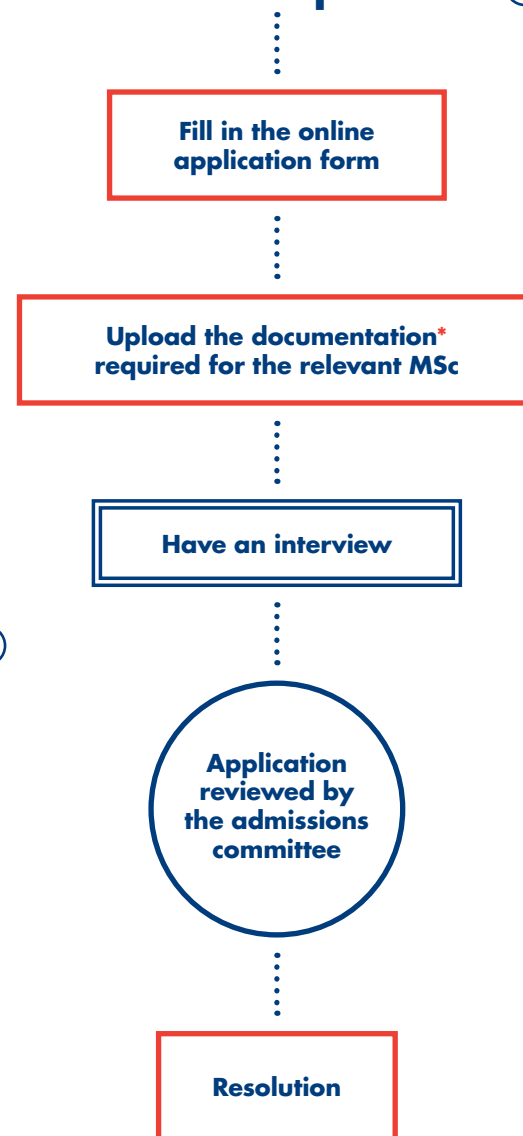 Fill in the online
application form
Upload the documentation*
required for the relevant MSc
Have an interview
Application
reviewed by
the admissions
committee
Resolution